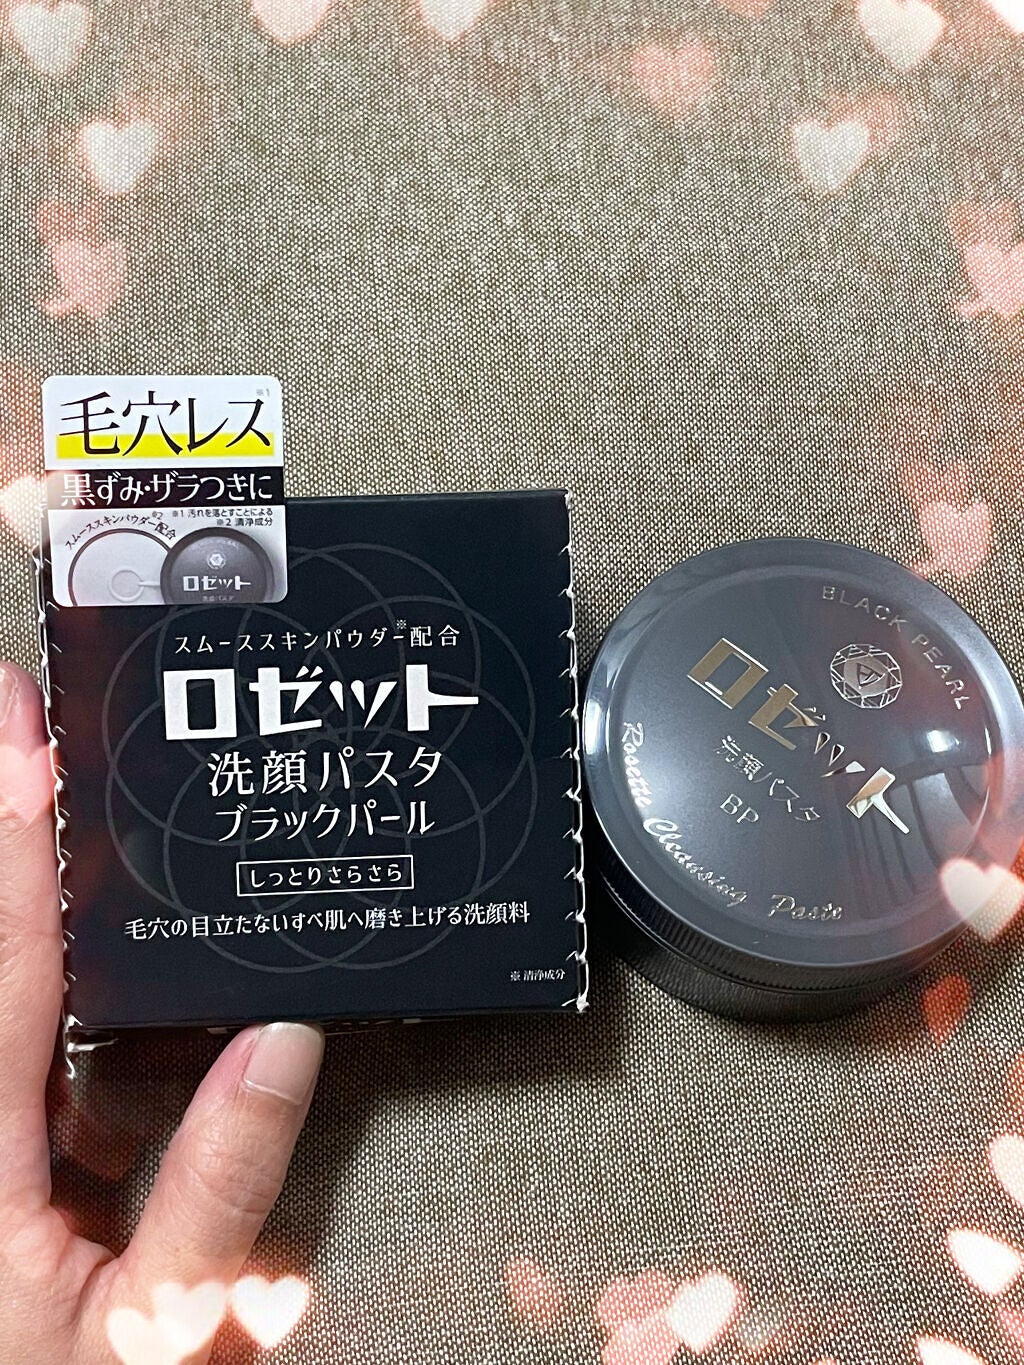 毛穴レス※1
黒ずみ・ザラつきに
※1 汚れを落とすことによる
※2 清浄成分
スムーススキンパウダー※2配合
ロゼット
洗顔パスタ
スムーススキンパウダー※配合
ロゼット
洗顔パスタ
ブラックパール
しっとりさらさら
毛穴の目立たないすべ肌へ磨き上げる洗顔料
※ 清浄成分
BLACK PEARL
ロゼット
洗顔パスタ
BP
Rosette Cleansing Paste